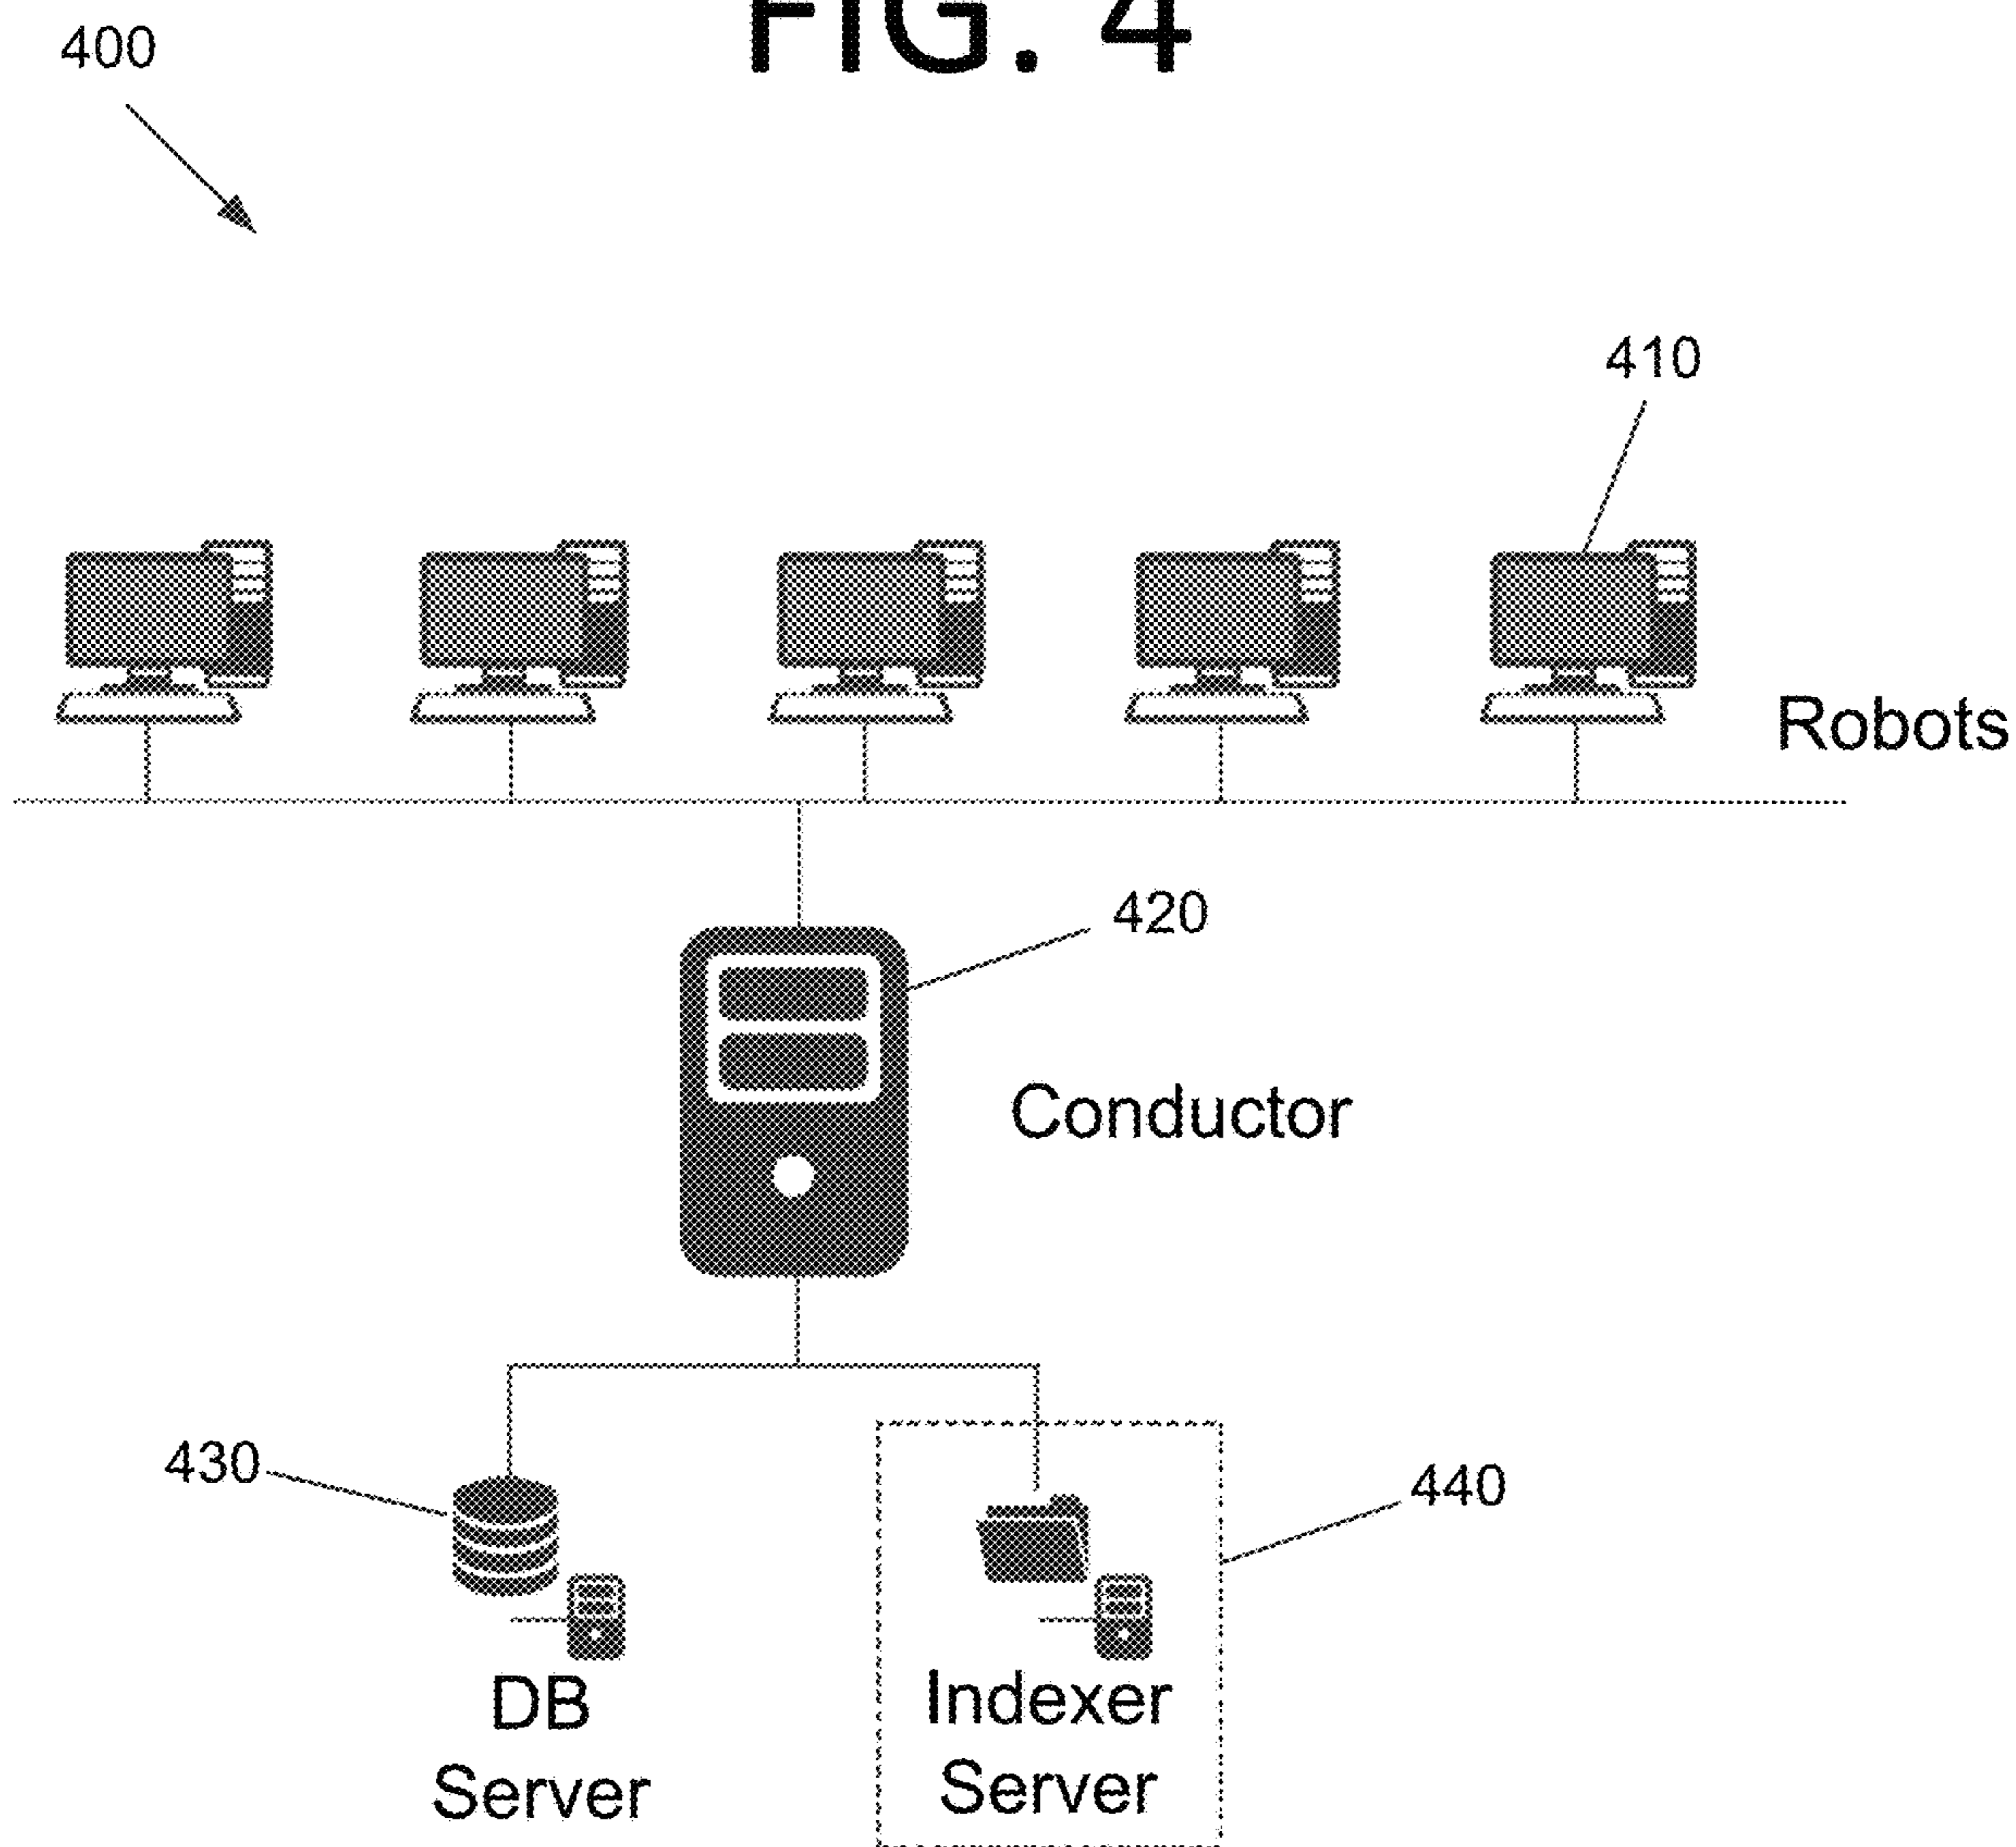 FIG. 4
400
410
Robots
420
Conductor
430
440
DB
Server
Indexer
Server